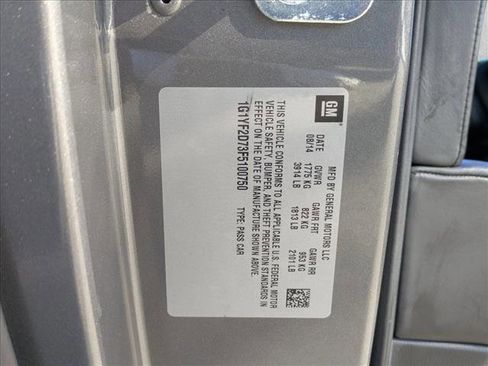 GM
MFD BY GENERAL MOTORS LLC
DATE GVWR GAWR FRT GAWR RR
08/14 1775 KG 822 KG 953 KG
3914 LB 1813 LB 2101 LB
THIS VEHICLE CONFORMS TO ALL APPLICABLE U.S. FEDERAL MOTOR
VEHICLE SAFETY, BUMPER, AND THEFT PREVENTION STANDARDS IN
EFFECT ON THE DATE OF MANUFACTURE SHOWN ABOVE.
1G1YF2D73F5100750 TYPE: PASS CAR